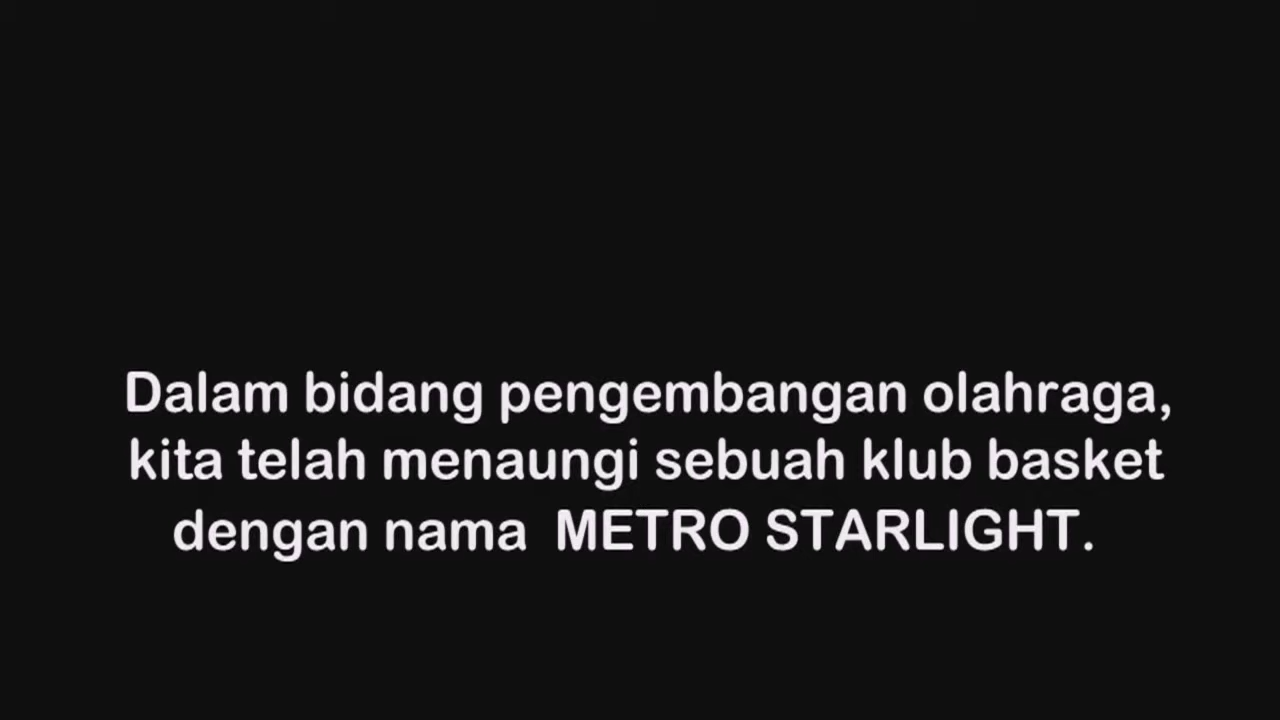 Dalam bidang pengembangan olahraga,
kita telah menaungi sebuah klub basket
dengan nama  METRO STARLIGHT.